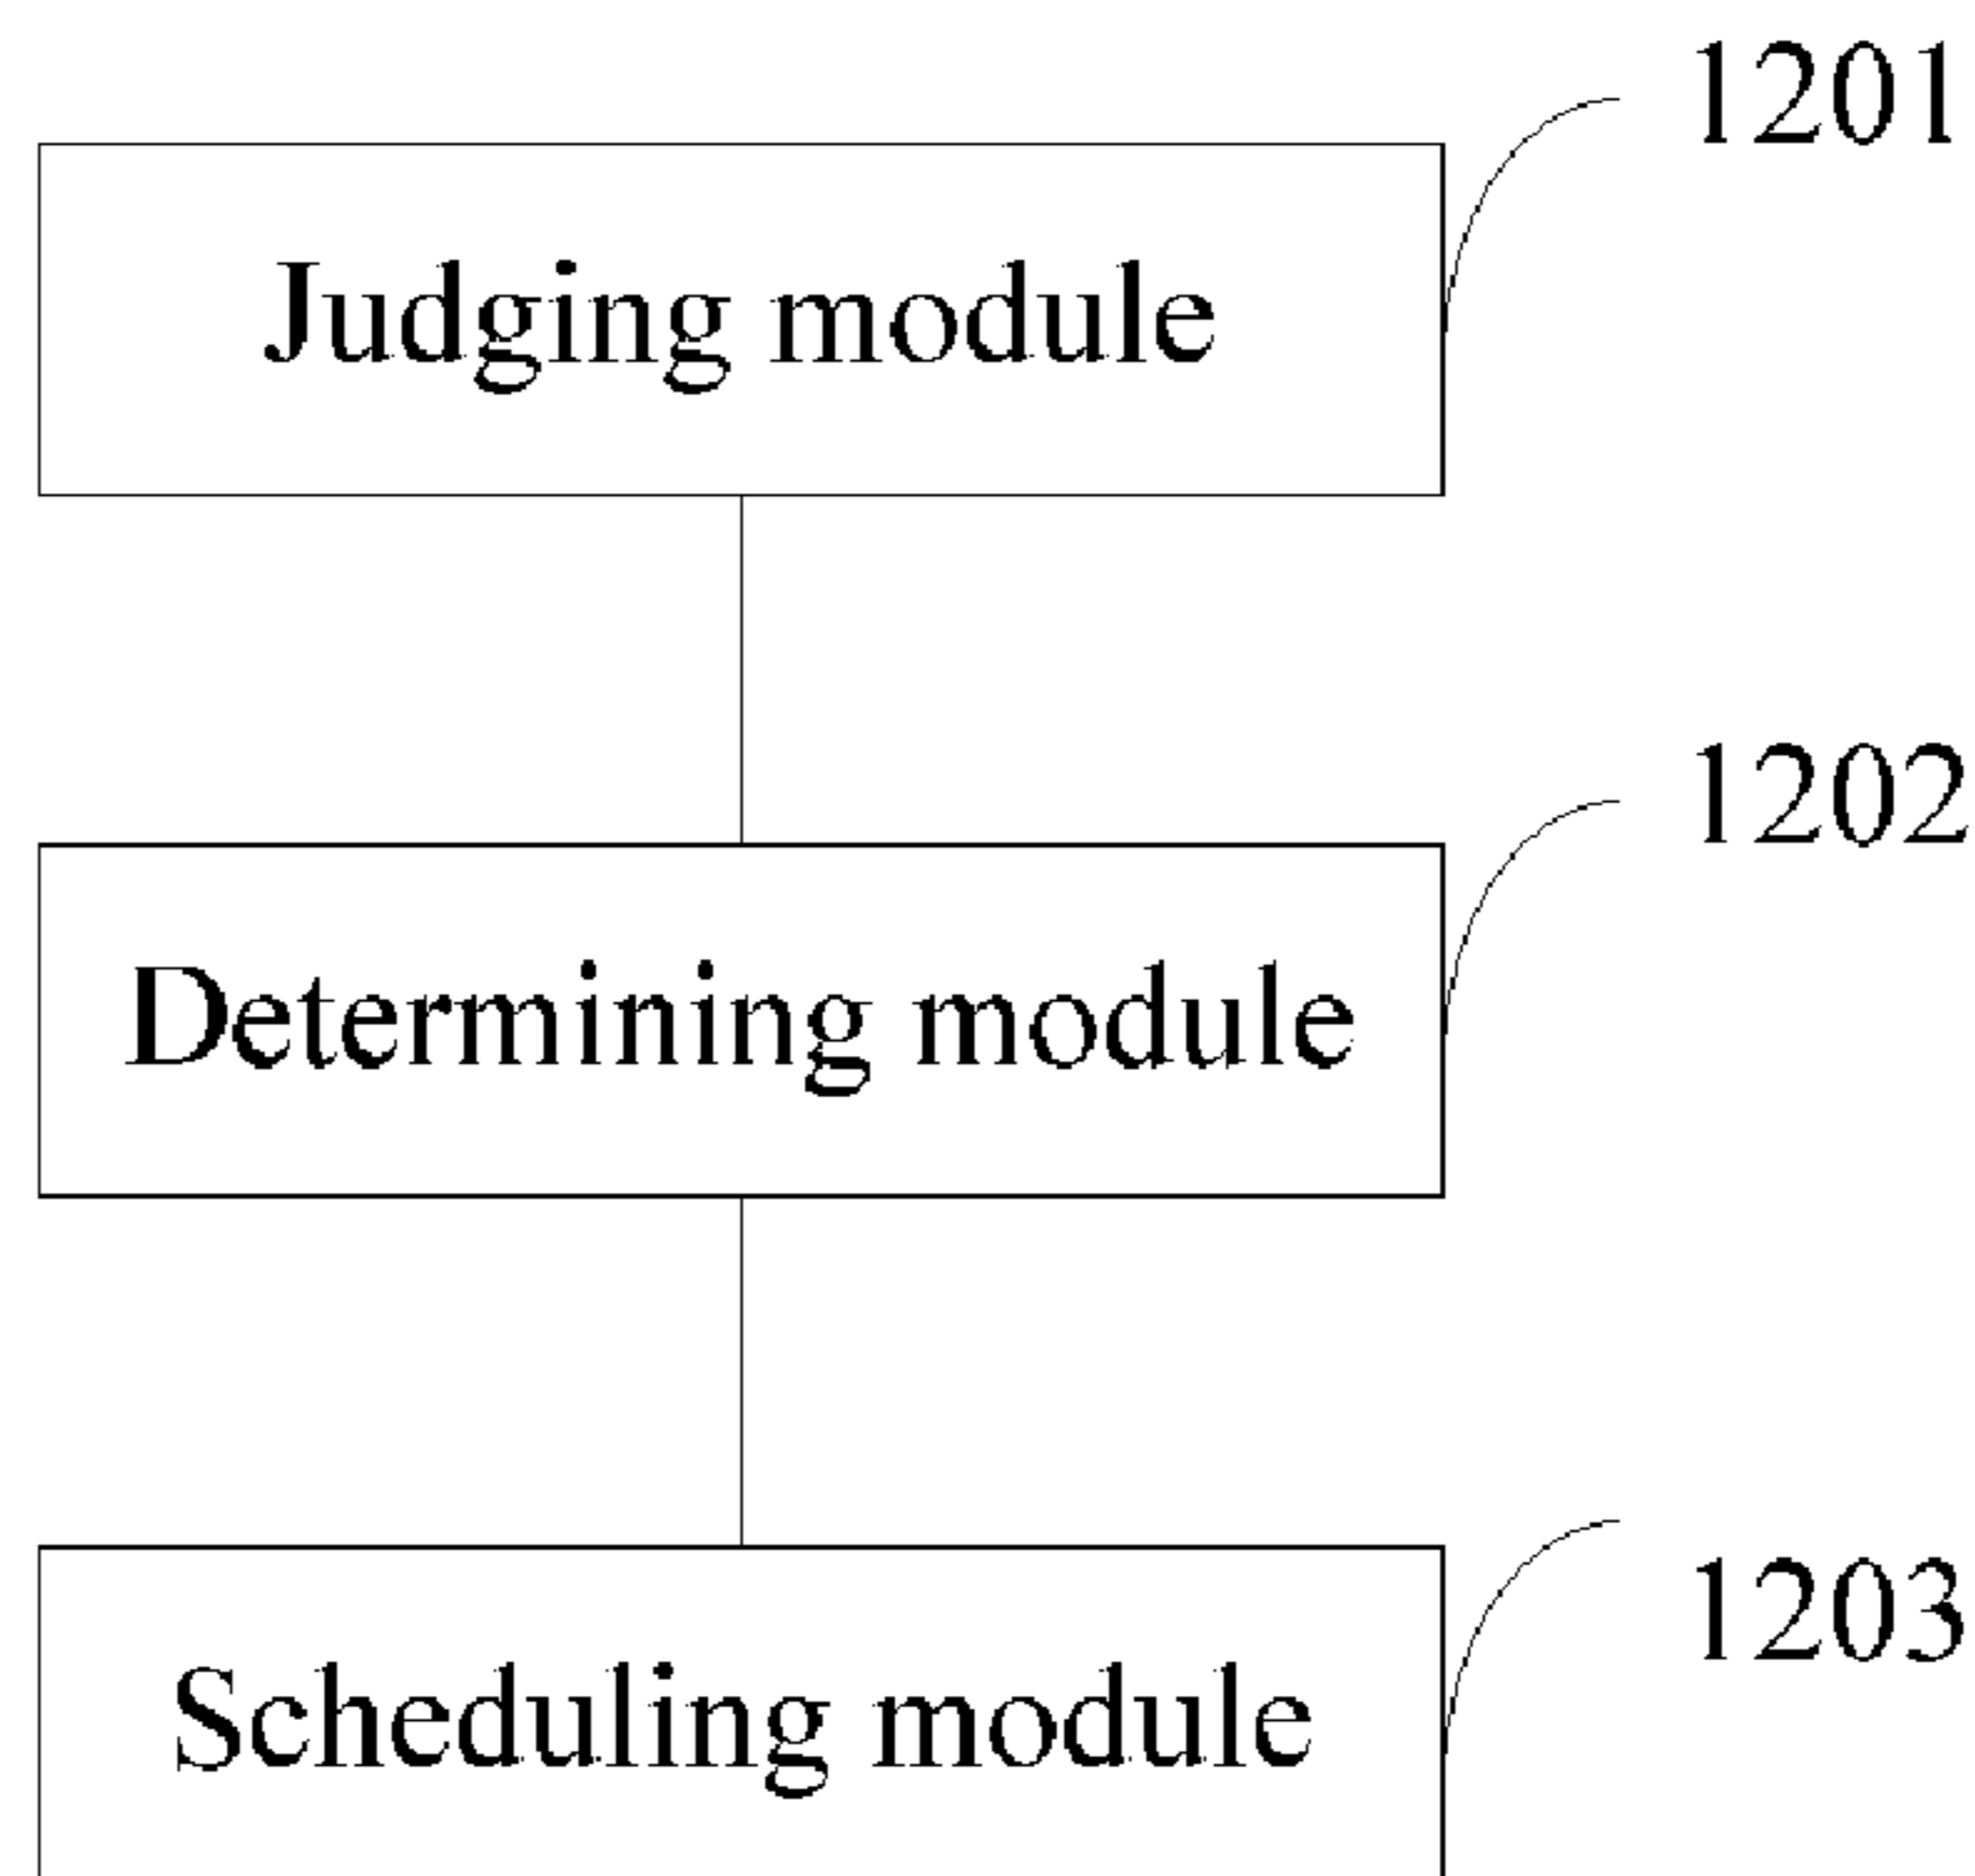 1201
Judging module
1202
Determining module
1203
Scheduling module